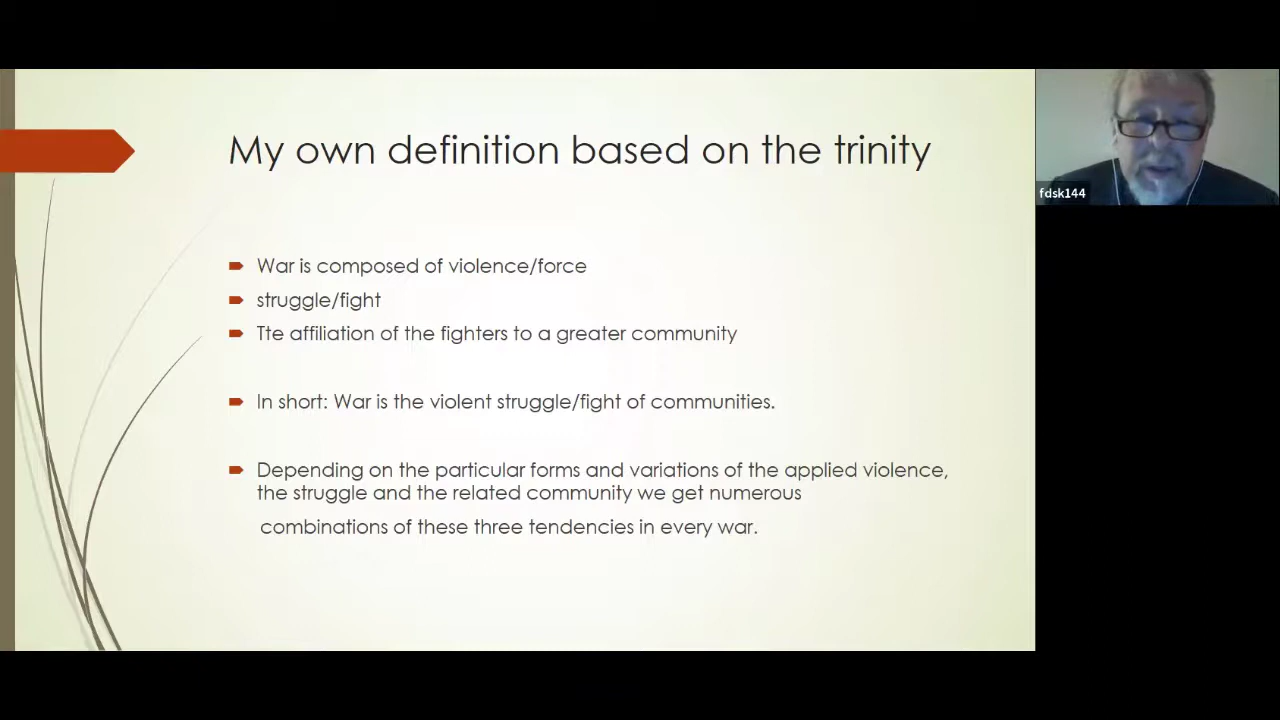 My own definition based on the trinity
War is composed of violence/force
struggle/fight
Tte affiliation of the fighters to a greater community
In short: War is the violent struggle/fight of communities.
Depending on the particular forms and variations of the applied violence,
the struggle and the related community we get numerous
combinations of these three tendencies in every war.
fdsk144